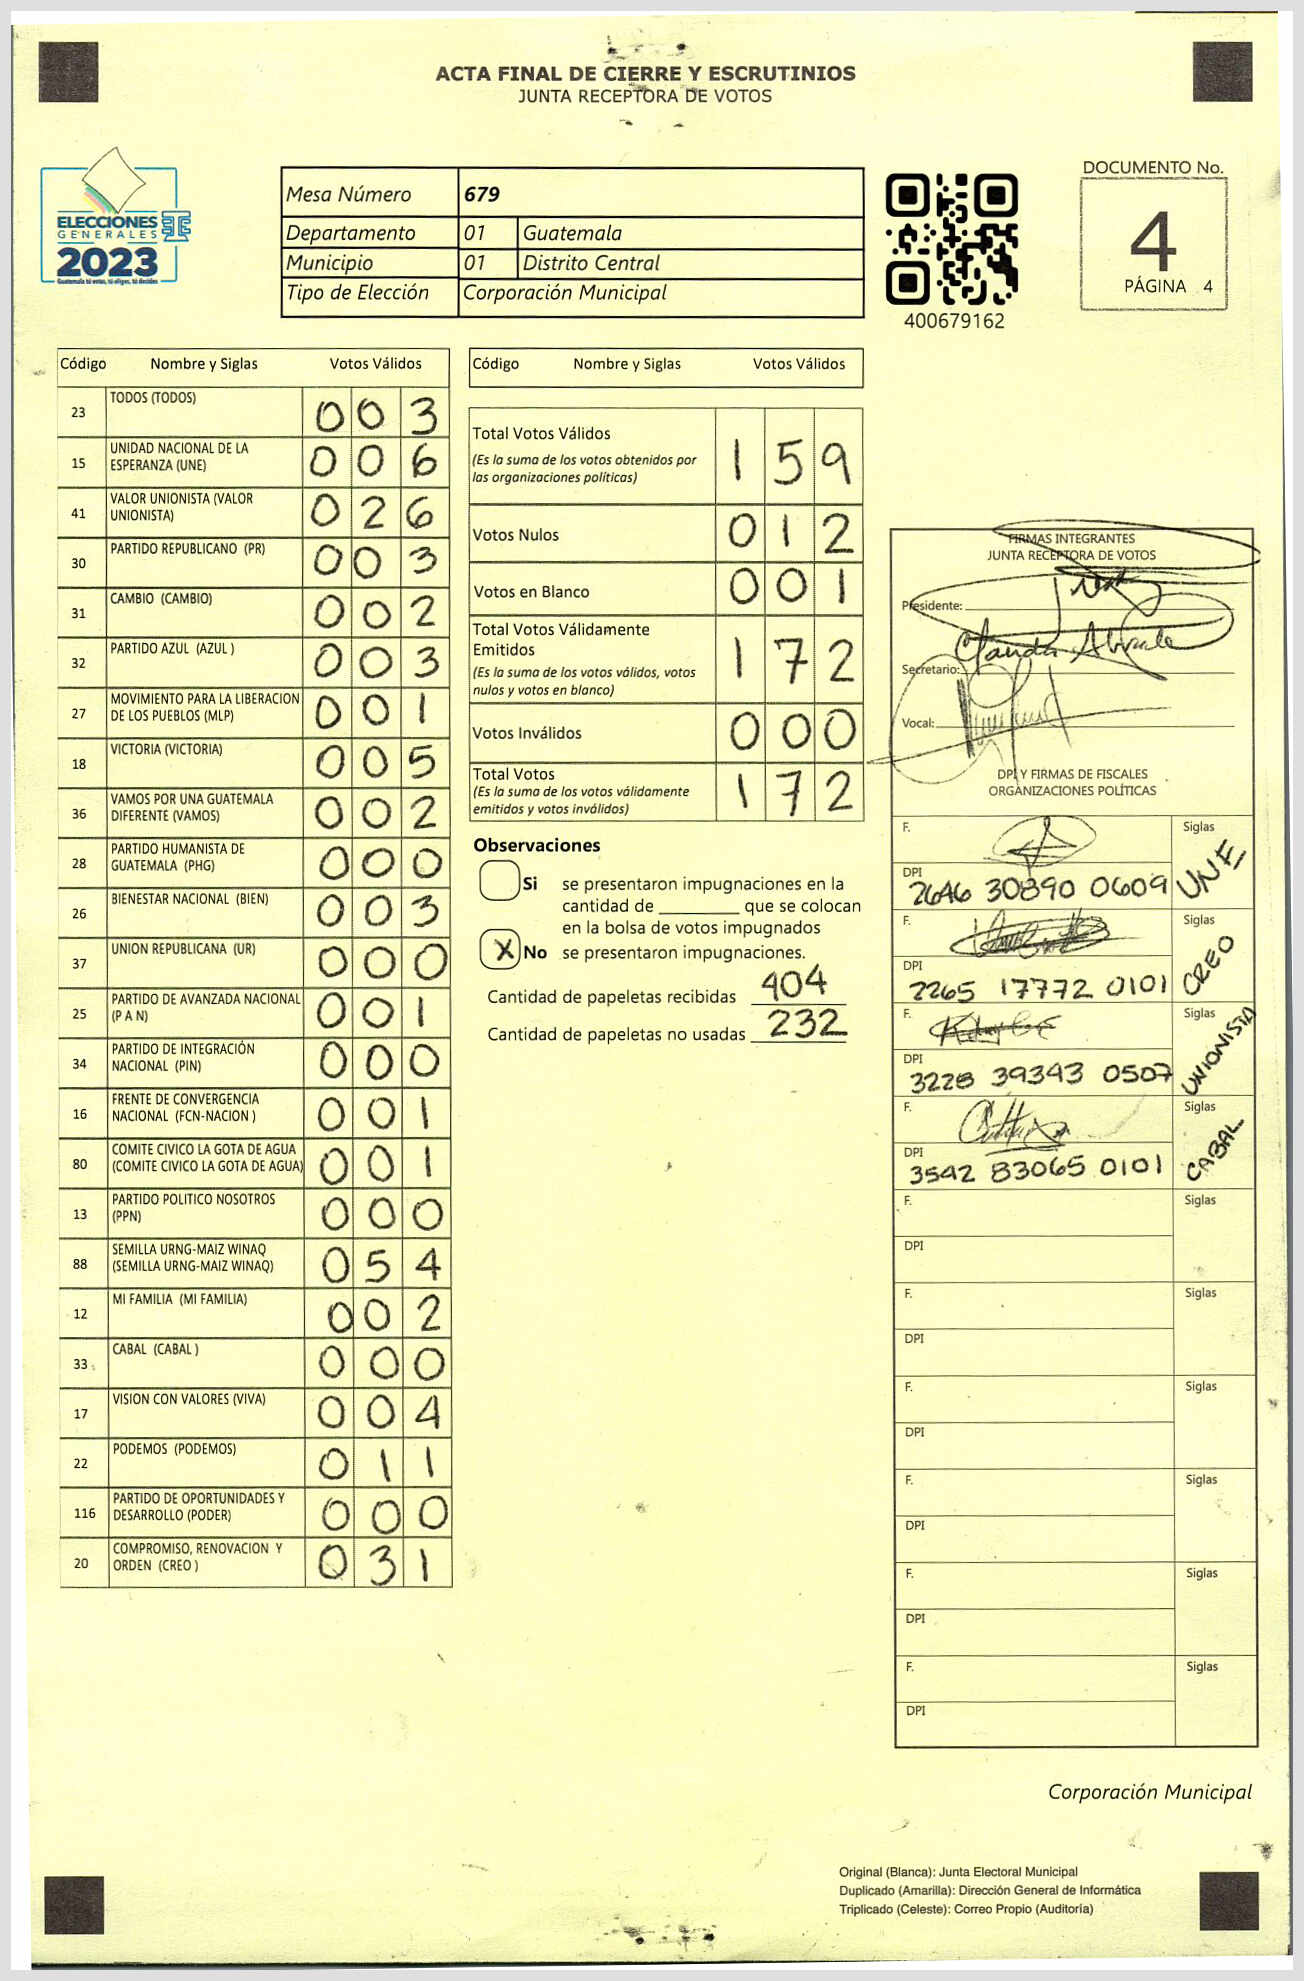 ACTA FINAL DE CIERRE Y ESCRUTINIOS
JUNTA RECEPTORA DE VOTOS
ELECCIONES
GENERALES
2023
Guatemala tú votas, tú eliges, tú decides
Mesa Número 679
Departamento 01 Guatemala
Municipio 01 Distrito Central
Tipo de Elección Corporación Municipal
400679162
DOCUMENTO No.
4
PÁGINA 4
Código Nombre y Siglas Votos Válidos
23 TODOS (TODOS) 0 0 3
15 UNIDAD NACIONAL DE LA
ESPERANZA (UNE) 0 0 6
41 VALOR UNIONISTA (VALOR
UNIONISTA) 0 2 6
30 PARTIDO REPUBLICANO (PR) 0 0 3
31 CAMBIO (CAMBIO) 0 0 2
32 PARTIDO AZUL (AZUL ) 0 0 3
27 MOVIMIENTO PARA LA LIBERACION
DE LOS PUEBLOS (MLP) 0 0 1
18 VICTORIA (VICTORIA) 0 0 5
36 VAMOS POR UNA GUATEMALA
DIFERENTE (VAMOS) 0 0 2
28 PARTIDO HUMANISTA DE
GUATEMALA (PHG) 0 0 0
26 BIENESTAR NACIONAL (BIEN) 0 0 3
37 UNION REPUBLICANA (UR) 0 0 0
25 PARTIDO DE AVANZADA NACIONAL
(P A N) 0 0 1
34 PARTIDO DE INTEGRACIÓN
NACIONAL (PIN) 0 0 0
16 FRENTE DE CONVERGENCIA
NACIONAL (FCN-NACION ) 0 0 1
80 COMITE CIVICO LA GOTA DE AGUA
(COMITE CIVICO LA GOTA DE AGUA) 0 0 1
13 PARTIDO POLITICO NOSOTROS
(PPN) 0 0 0
88 SEMILLA URNG-MAIZ WINAQ
(SEMILLA URNG-MAIZ WINAQ) 0 5 4
12 MI FAMILIA (MI FAMILIA) 0 0 2
33 CABAL (CABAL ) 0 0 0
17 VISION CON VALORES (VIVA) 0 0 4
22 PODEMOS (PODEMOS) 0 1 1
116 PARTIDO DE OPORTUNIDADES Y
DESARROLLO (PODER) 0 0 0
20 COMPROMISO, RENOVACION Y
ORDEN (CREO ) 0 3 1
Código Nombre y Siglas Votos Válidos
Total Votos Válidos 1 5 9
(Es la suma de los votos obtenidos por
las organizaciones políticas)
Votos Nulos 0 1 2
Votos en Blanco 0 0 1
Total Votos Válidamente
Emitidos 1 7 2
(Es la suma de los votos válidos, votos
nulos y votos en blanco)
Votos Inválidos 0 0 0
Total Votos 1 7 2
(Es la suma de los votos válidamente
emitidos y votos inválidos)
Observaciones
Si se presentaron impugnaciones en la
cantidad de ________ que se colocan
en la bolsa de votos impugnados
X No se presentaron impugnaciones.
Cantidad de papeletas recibidas 404
Cantidad de papeletas no usadas 232
FIRMAS INTEGRANTES
JUNTA RECEPTORA DE VOTOS
Presidente:
Secretario:
Vocal:
DPI Y FIRMAS DE FISCALES
ORGANIZACIONES POLÍTICAS
F. Siglas
DPI 2646 30890 0609 UNE
F. Siglas
DPI 2265 17772 0101 CREO
F. Siglas
DPI 3228 39343 0507 UNIONISTA
F. Siglas
DPI 3542 83065 0101 CABAL
F. Siglas
DPI
F. Siglas
DPI
F. Siglas
DPI
F. Siglas
DPI
F. Siglas
DPI
F. Siglas
DPI
Corporación Municipal
Original (Blanca): Junta Electoral Municipal
Duplicado (Amarilla): Dirección General de Informática
Triplicado (Celeste): Correo Propio (Auditoría)